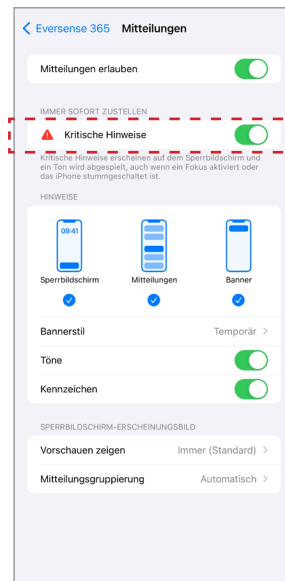 Eversense 365 Mitteilungen
Mitteilungen erlauben
IMMER SOFORT ZUSTELLEN
Kritische Hinweise
Kritische Hinweise erscheinen auf dem Sperrbildschirm und
ein Ton wird abgespielt, auch wenn ein Fokus aktiviert oder
das iPhone stummgeschaltet ist.
HINWEISE
09:41
Sperrbildschirm Mitteilungen Banner
Bannerstil Temporär
Töne
Kennzeichen
SPERRBILDSCHIRM-ERSCHEINUNGSBILD
Vorschauen zeigen Immer (Standard)
Mitteilungsgruppierung Automatisch